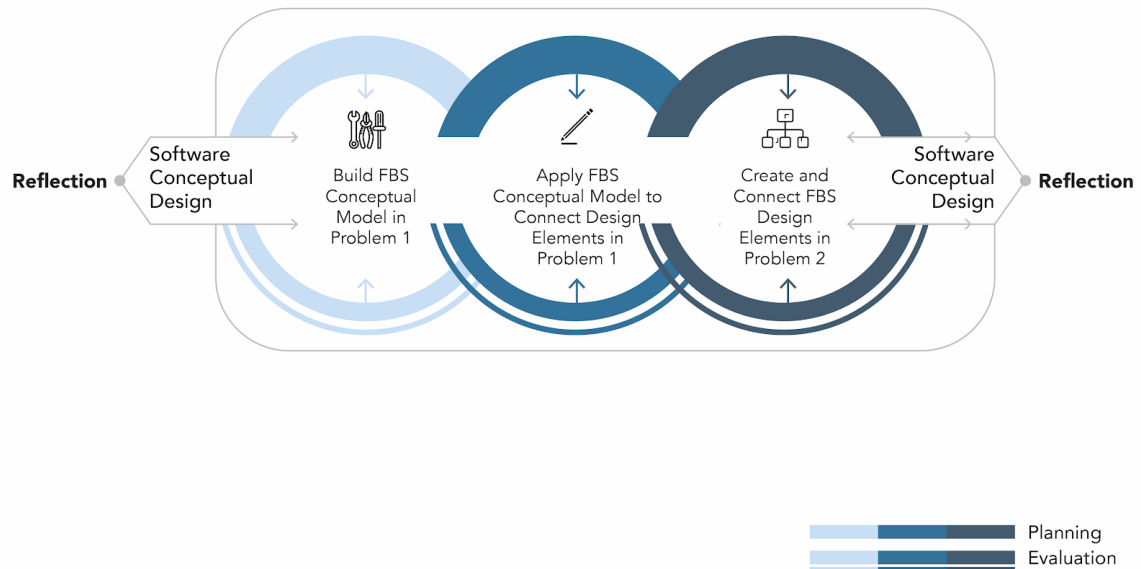 Reflection
Software
Conceptual
Design
Build FBS
Conceptual
Model in
Problem 1
Apply FBS
Conceptual Model to
Connect Design
Elements in
Problem 1
Create and
Connect FBS
Design
Elements in
Problem 2
Software
Conceptual
Design
Reflection
Planning
Evaluation